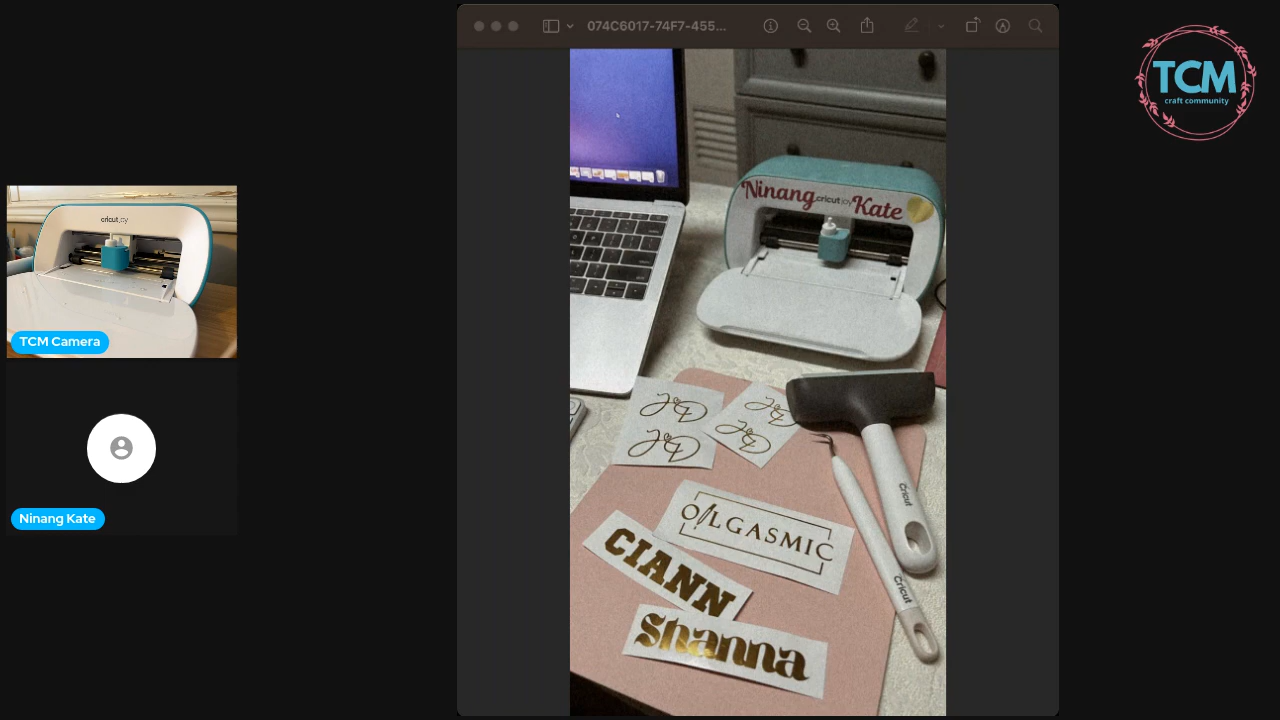 074C6017-74F7-455...
TCM
craft community
cricut joy
TCM Camera
Ninang Kate
Ninang cricut joy Kate
OILGASMIC
CIANN
Shanna
Cricut
Cricut